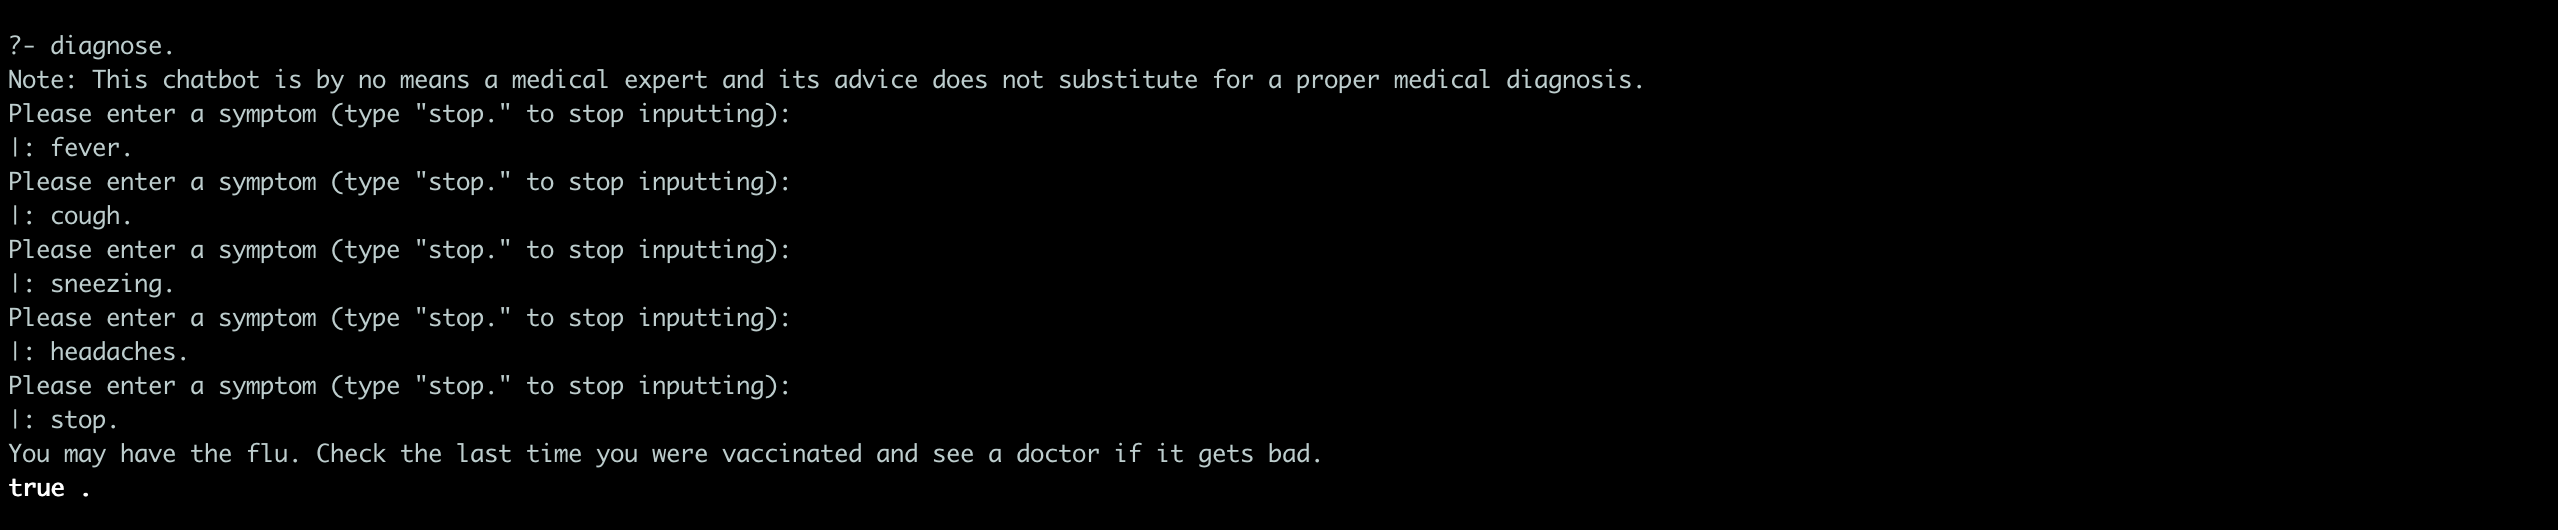 ?- diagnose.
Note: This chatbot is by no means a medical expert and its advice does not substitute for a proper medical diagnosis.
Please enter a symptom (type "stop." to stop inputting):
|: fever.
Please enter a symptom (type "stop." to stop inputting):
|: cough.
Please enter a symptom (type "stop." to stop inputting):
|: sneezing.
Please enter a symptom (type "stop." to stop inputting):
|: headaches.
Please enter a symptom (type "stop." to stop inputting):
|: stop.
You may have the flu. Check the last time you were vaccinated and see a doctor if it gets bad.
true .